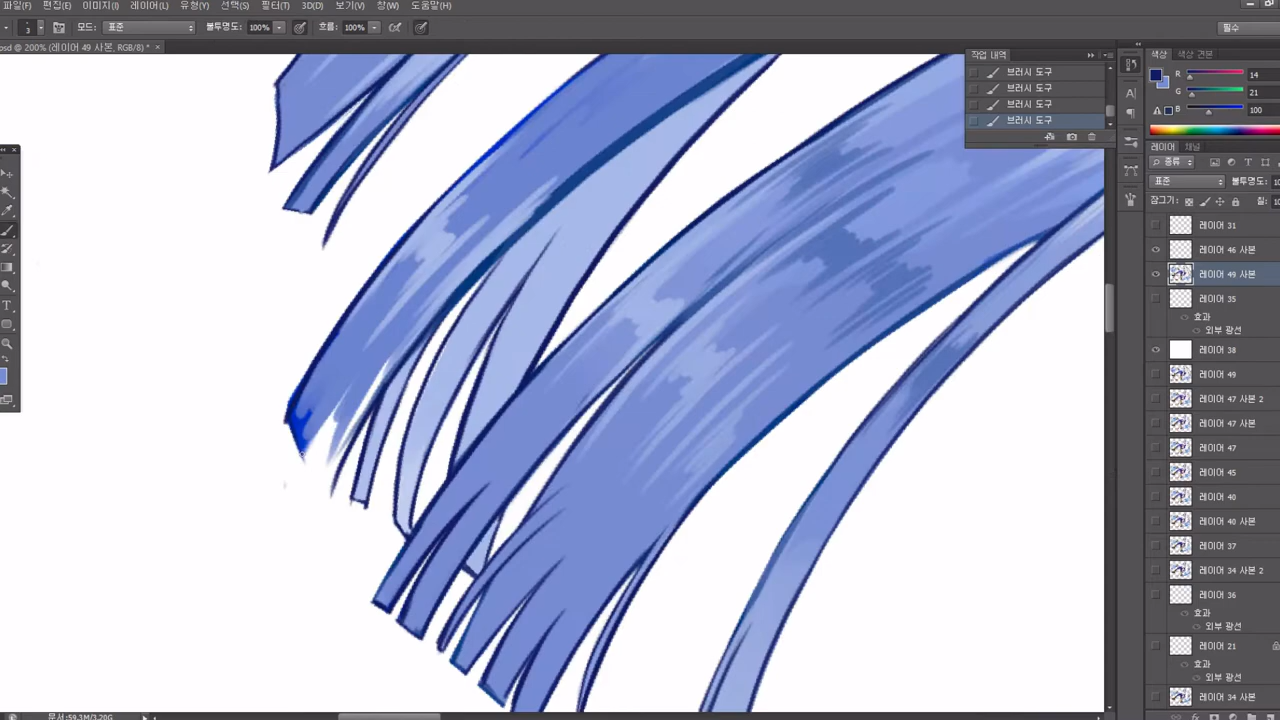 파일(F) 편집(E) 이미지(I) 레이어(L) 유형(Y) 선택(S) 필터(T) 3D(D) 보기(V) 창(W) 도움말(H)
3 모드: 표준 불투명도: 100% 흐름: 100% 필수
psd @ 200% (레이어 49 사본, RGB/8) * ×
작업 내역
브러시 도구
브러시 도구
브러시 도구
브러시 도구
색상 색상 견본
R 14
G 21
B 100
레이어 채널
종류
표준 불투명도:
잠그기: 칠:
레이어 31
레이어 46 사본
레이어 49 사본
레이어 35
효과
외부 광선
레이어 38
레이어 49
레이어 47 사본 2
레이어 47 사본
레이어 47
레이어 45
레이어 40
레이어 40 사본
레이어 37
레이어 34 사본 2
레이어 36
효과
외부 광선
레이어 21
효과
외부 광선
레이어 34 사본
문서:59.3M/3.20G